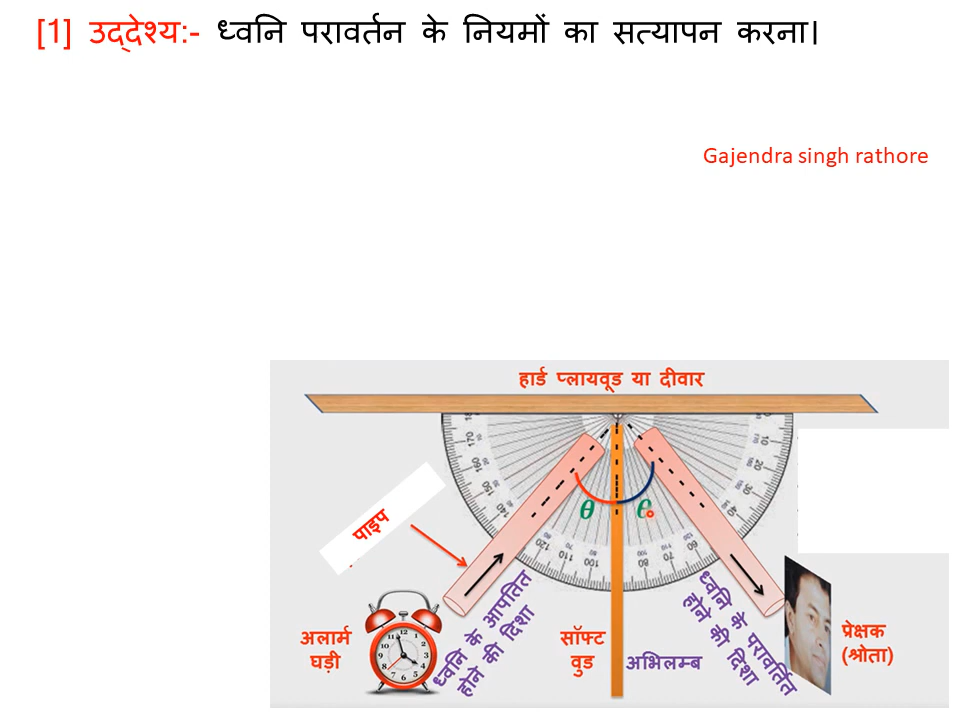 [1] उद्देश्य:- ध्वनि परावर्तन के नियमों का सत्यापन करना।
Gajendra singh rathore
हार्ड प्लायवूड या दीवार
पाइप
θ
अलार्म
घड़ी
ध्वनि के आपतित
होने की दिशा
सॉफ्ट
वुड
अभिलम्ब
ध्वनि के परावर्तित
होने की दिशा
प्रेक्षक
(श्रोता)